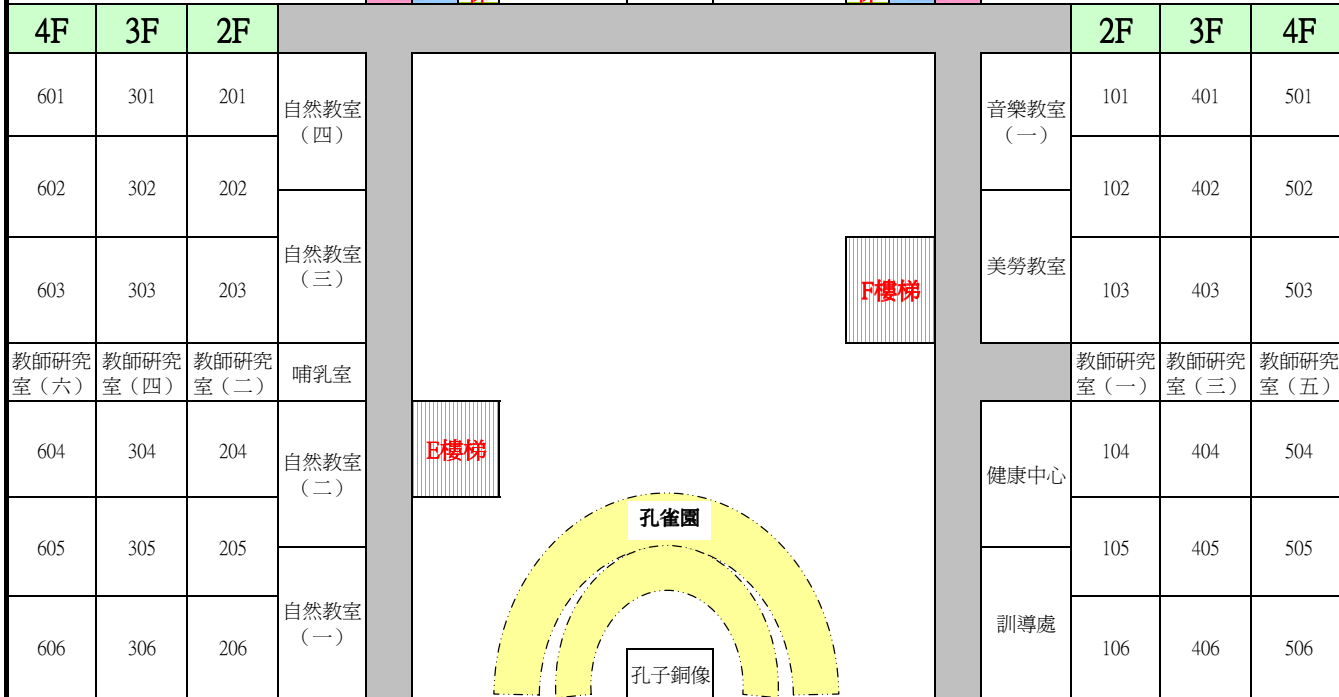 4F 3F 2F 2F 3F 4F
601 301 201 自然教室
（四） 音樂教室
（一） 101 401 501
602 302 202 102 402 502
自然教室
（三） 美勞教室
603 303 203 F樓梯 103 403 503
教師研究
室（六） 教師研究
室（四） 教師研究
室（二） 哺乳室 教師研究
室（一） 教師研究
室（三） 教師研究
室（五）
604 304 204 自然教室
（二） E樓梯 健康中心 104 404 504
孔雀園
605 305 205 105 405 505
自然教室
（一） 訓導處
606 306 206 孔子銅像 106 406 506